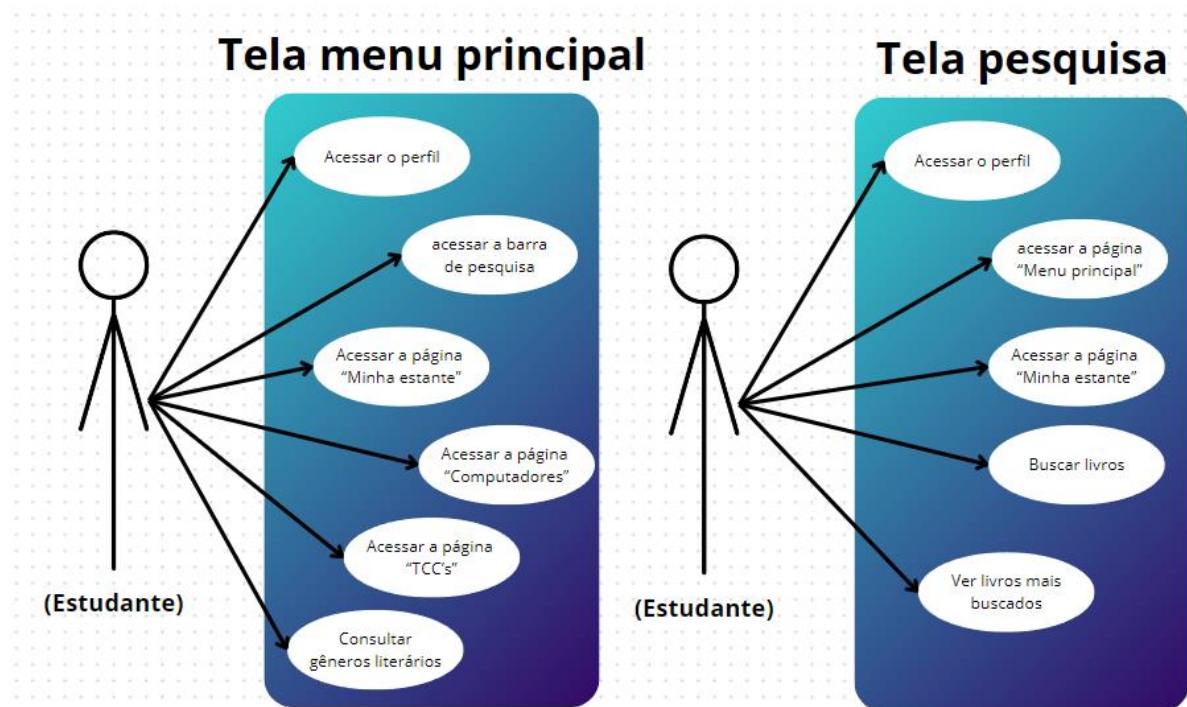 Tela menu principal
Acessar o perfil
acessar a barra
de pesquisa
Acessar a página
“Minha estante”
Acessar a página
“Computadores”
Acessar a página
“TCC’s”
Consultar
gêneros literários
(Estudante)
Tela pesquisa
Acessar o perfil
acessar a página
“Menu principal”
Acessar a página
“Minha estante”
Buscar livros
Ver livros mais
buscados
(Estudante)